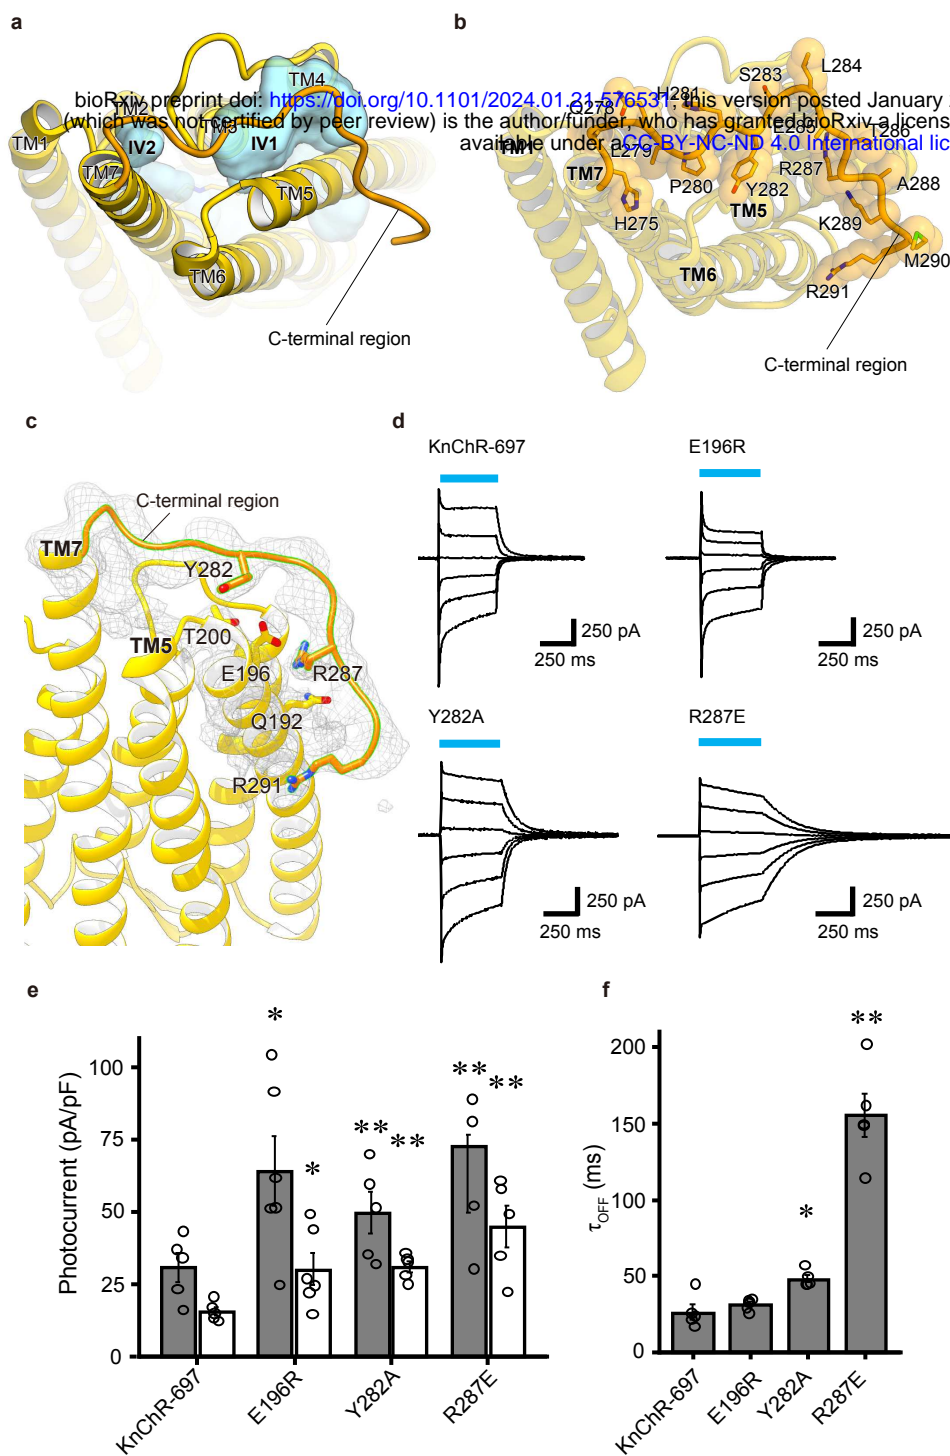 a
b
TM4
TM2
TM3
TM1
IV2
IV1
TM7
TM5
TM6
C-terminal region
bioRxiv preprint doi: https://doi.org/10.1101/2024.01.21.576531; this version posted January
(which was not certified by peer review) is the author/funder, who has granted bioRxiv a licens
available under aCC-BY-NC-ND 4.0 International lic
S283
L284
H281
G278
E285
T286
TM1
L279
R287
TM7
P280
Y282
A288
H275
TM5
K289
TM6
M290
R291
C-terminal region
c
C-terminal region
TM7
Y282
TM5
T200
E196
R287
Q192
R291
d
KnChR-697
E196R
250 pA
250 ms
250 pA
250 ms
Y282A
R287E
250 pA
250 ms
250 pA
250 ms
e
Photocurrent (pA/pF)
100
75
50
25
0
*
*
**
**
**
**
KnChR-697
E196R
Y282A
R287E
f
τOFF (ms)
200
150
100
50
0
*
**
KnChR-697
E196R
Y282A
R287E